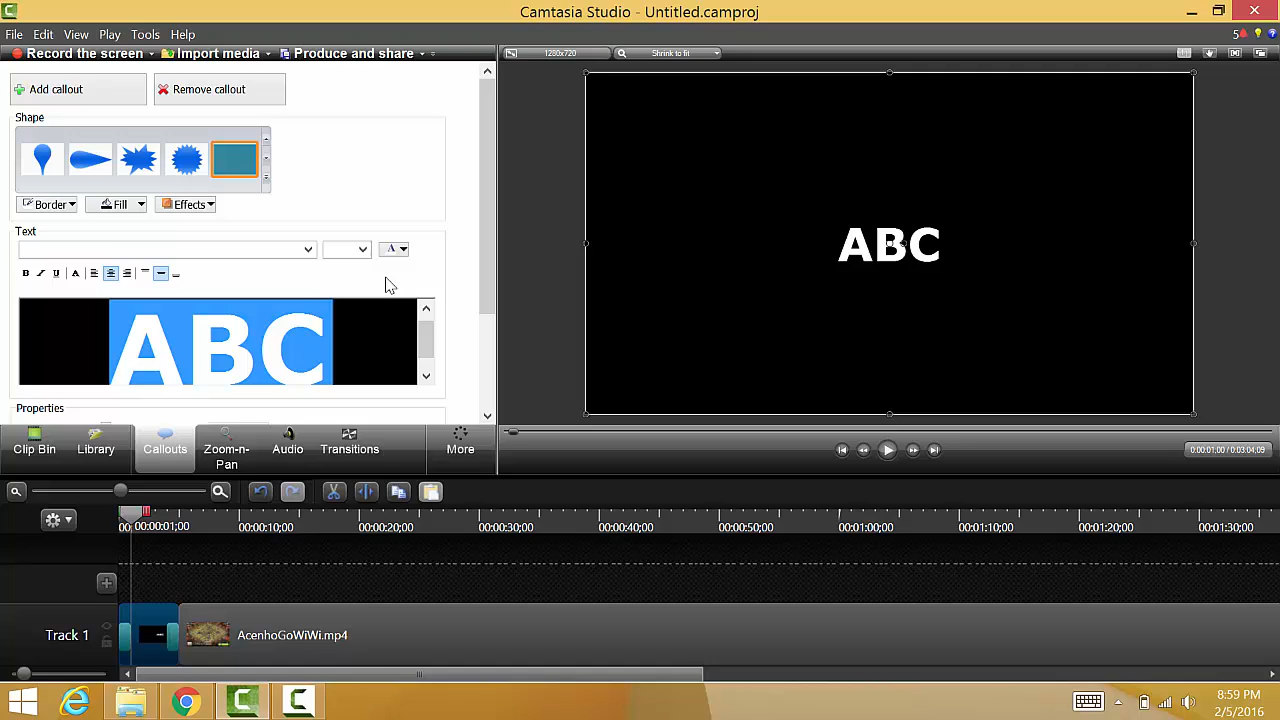 Camtasia Studio - Untitled.camproj
File Edit View Play Tools Help
5
Record the screen Import media Produce and share
1280x720 Shrink to fit
Add callout Remove callout
Shape
Border Fill Effects
Text
A
B I U A
ABC
ABC
Properties
Clip Bin Library Callouts Zoom-n-Pan Audio Transitions More
0:00:01;00 / 0:03:04;09
00:00:01;00 00:00:10;00 00:00:20;00 00:00:30;00 00:00:40;00 00:00:50;00 00:01:00;00 00:01:10;00 00:01:20;00 00:01:30;00
Track 1 AcenhoGoWiWi.mp4
8:59 PM
2/5/2016